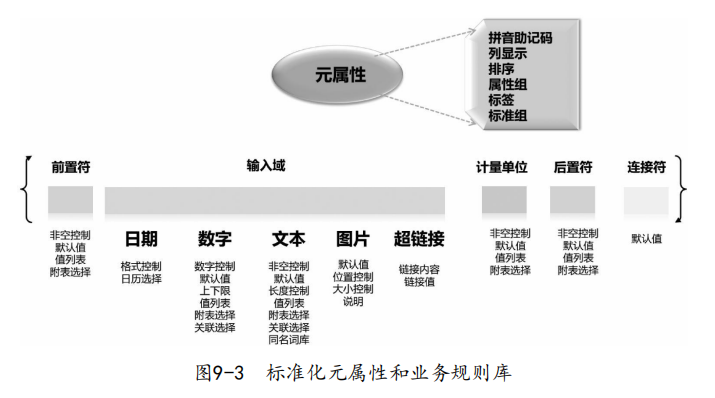 元属性
拼音助记码
列显示
排序
属性组
标签
标准组
前置符
输入域
计量单位
后置符
连接符
非空控制
默认值
值列表
附表选择
日期
格式控制
日历选择
数字
数字控制
默认值
上下限
值列表
附表选择
关联选择
文本
非空控制
默认值
长度控制
值列表
附表选择
关联选择
同名词库
图片
默认值
位置控制
大小控制
说明
超链接
链接内容
链接值
非空控制
默认值
值列表
附表选择
非空控制
默认值
值列表
附表选择
默认值
图9-3 标准化元属性和业务规则库